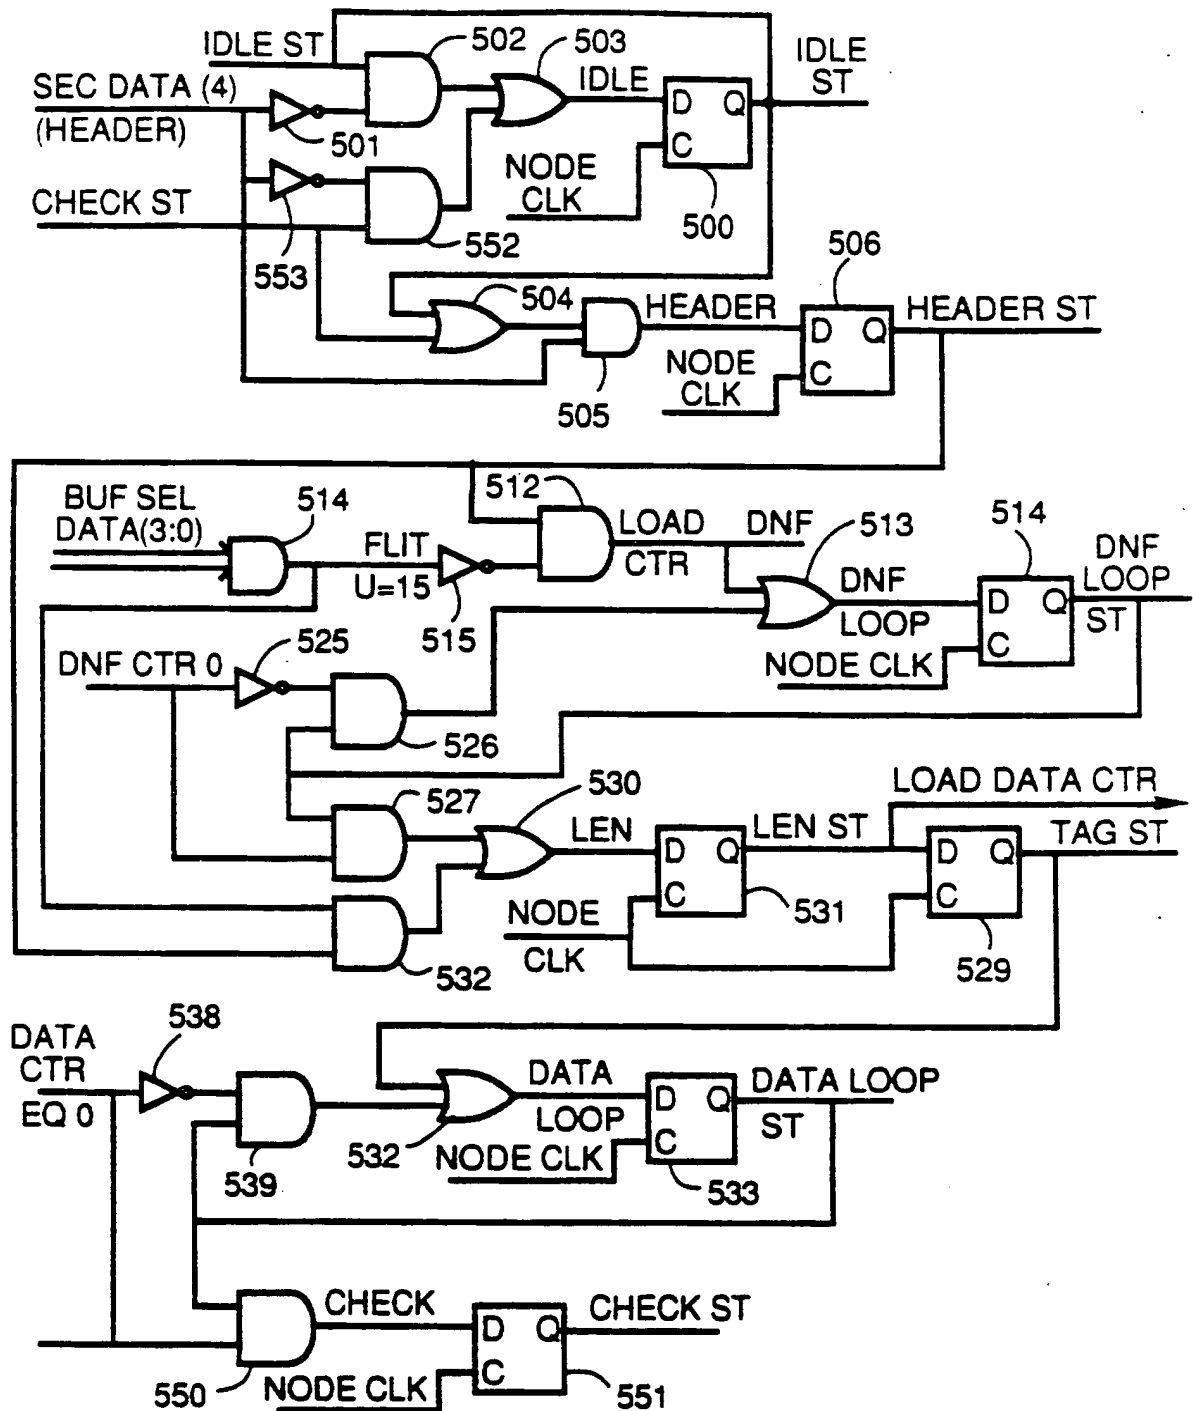 IDLE ST
502
503
IDLE
IDLE
ST
SEC DATA (4)
(HEADER)
501
D
Q
C
NODE
CLK
500
CHECK ST
553
552
504
HEADER
506
HEADER ST
D
Q
C
NODE
CLK
505
BUF SEL
DATA(3:0)
514
512
LOAD
CTR
DNF
513
514
DNF
LOOP
ST
FLIT
U=15
515
DNF
LOOP
D
Q
C
NODE CLK
DNF CTR 0
525
526
527
530
LEN
LEN ST
LOAD DATA CTR
TAG ST
D
Q
C
531
D
Q
C
529
NODE
CLK
532
DATA
CTR
EQ 0
538
539
532
DATA
LOOP
D
Q
C
NODE CLK
533
DATA LOOP
ST
550
CHECK
D
Q
C
NODE CLK
551
CHECK ST